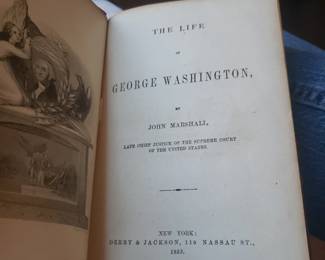 THE LIFE
OF
GEORGE WASHINGTON,
BY
JOHN MARSHALL,
LATE CHIEF JUSTICE OF THE SUPREME COURT
OF THE UNITED STATES.
NEW YORK:
DERBY & JACKSON, 119 NASSAU ST.,